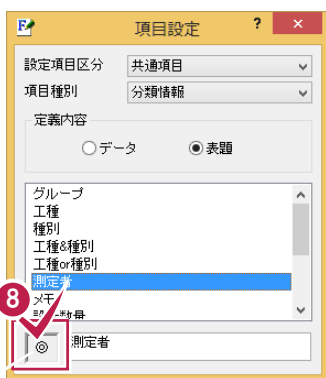 項目設定 ? ×
設定項目区分 共通項目
項目種別 分類情報
定義内容
データ 表題
グループ
工種
種別
工種&種別
工種or種別
測定者
メモ
8
◎ 測定者